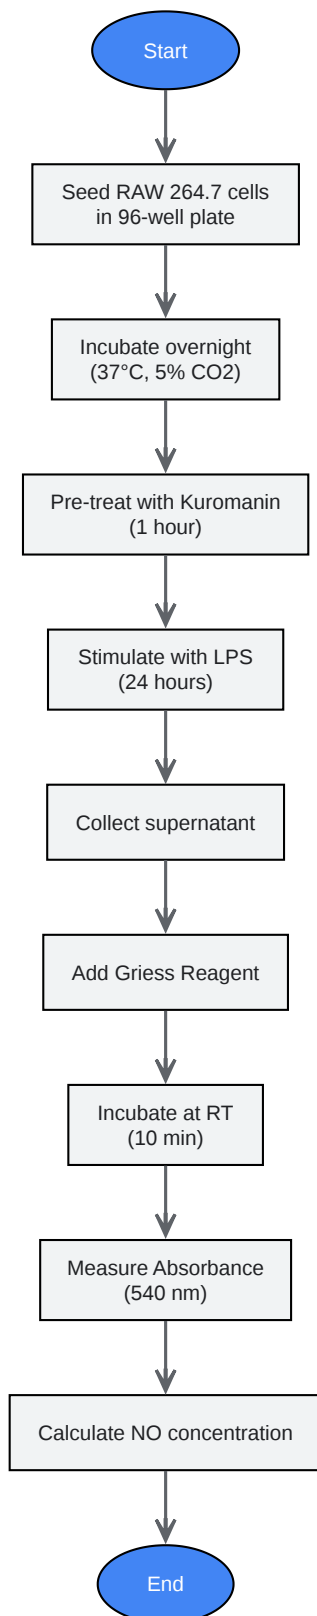 Start
Seed RAW 264.7 cells
in 96-well plate
Incubate overnight
(37°C, 5% CO2)
Pre-treat with Kuromanin
(1 hour)
Stimulate with LPS
(24 hours)
Collect supernatant
Add Griess Reagent
Incubate at RT
(10 min)
Measure Absorbance
(540 nm)
Calculate NO concentration
End